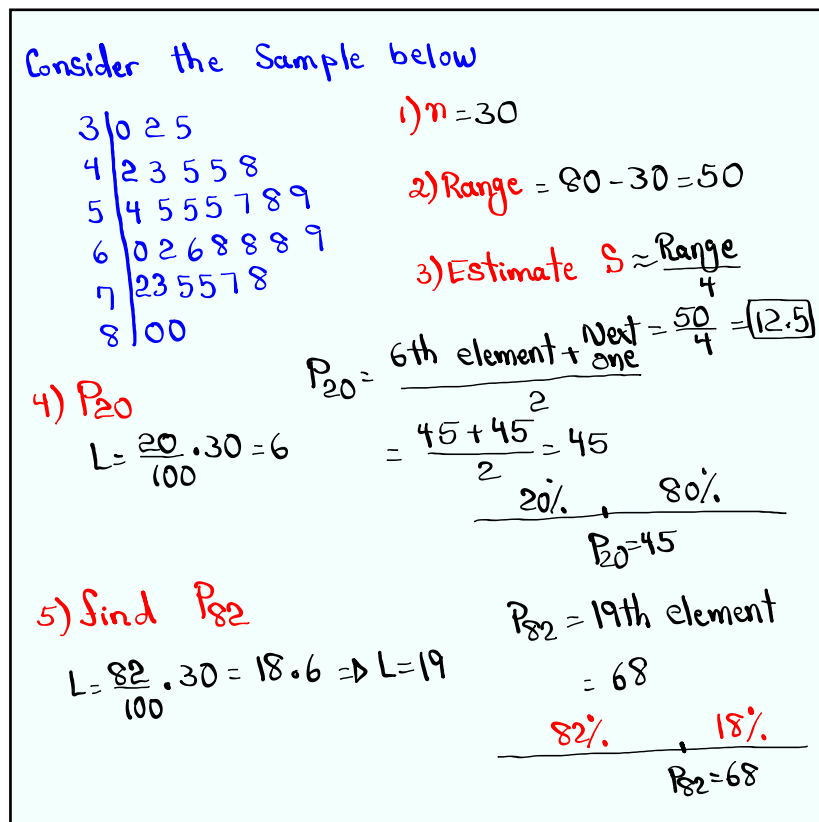 Consider the Sample below
3 | 0 2 5
4 | 2 3 5 5 8
5 | 4 5 5 5 7 8 9
6 | 0 2 6 8 8 8 9
7 | 2 3 5 5 7 8
8 | 0 0
1) n = 30
2) Range = 80 - 30 = 50
3) Estimate S ≈ Range/4
= 50/4 = 12.5
4) P20
L = 20/100 · 30 = 6
P20 = (6th element + Next one)/2
= (45 + 45)/2 = 45
20% 80%
P20 = 45
5) find P82
L = 82/100 · 30 = 18.6 ⇒ L = 19
P82 = 19th element
= 68
82% 18%
P82 = 68